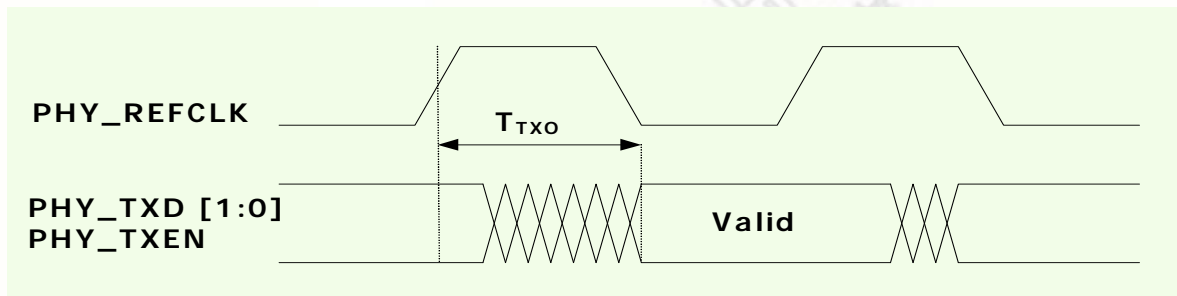 PHY_REFCLK
TTXO
PHY_TXD [1:0]
PHY_TXEN
Valid